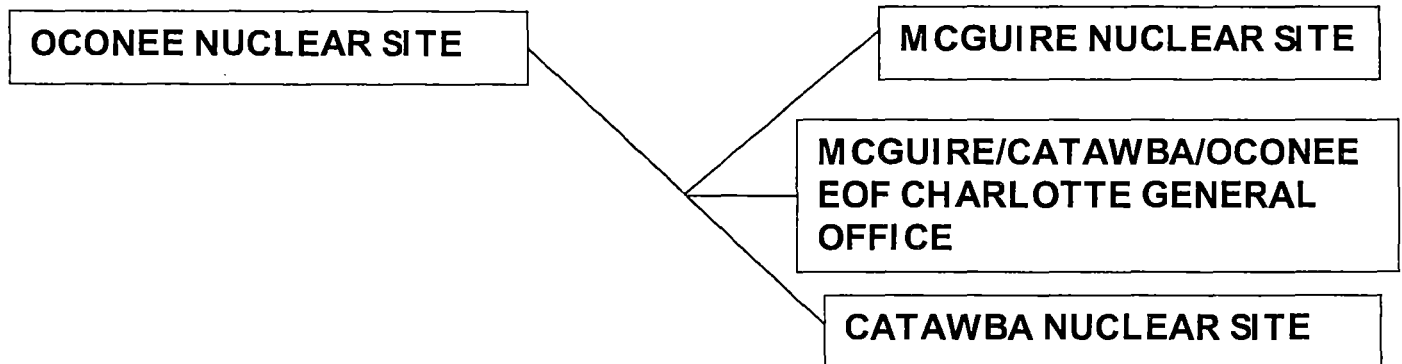 OCONEE NUCLEAR SITE
MCGUIRE NUCLEAR SITE
MCGUIRE/CATAWBA/OCONEE
EOF CHARLOTTE GENERAL
OFFICE
CATAWBA NUCLEAR SITE